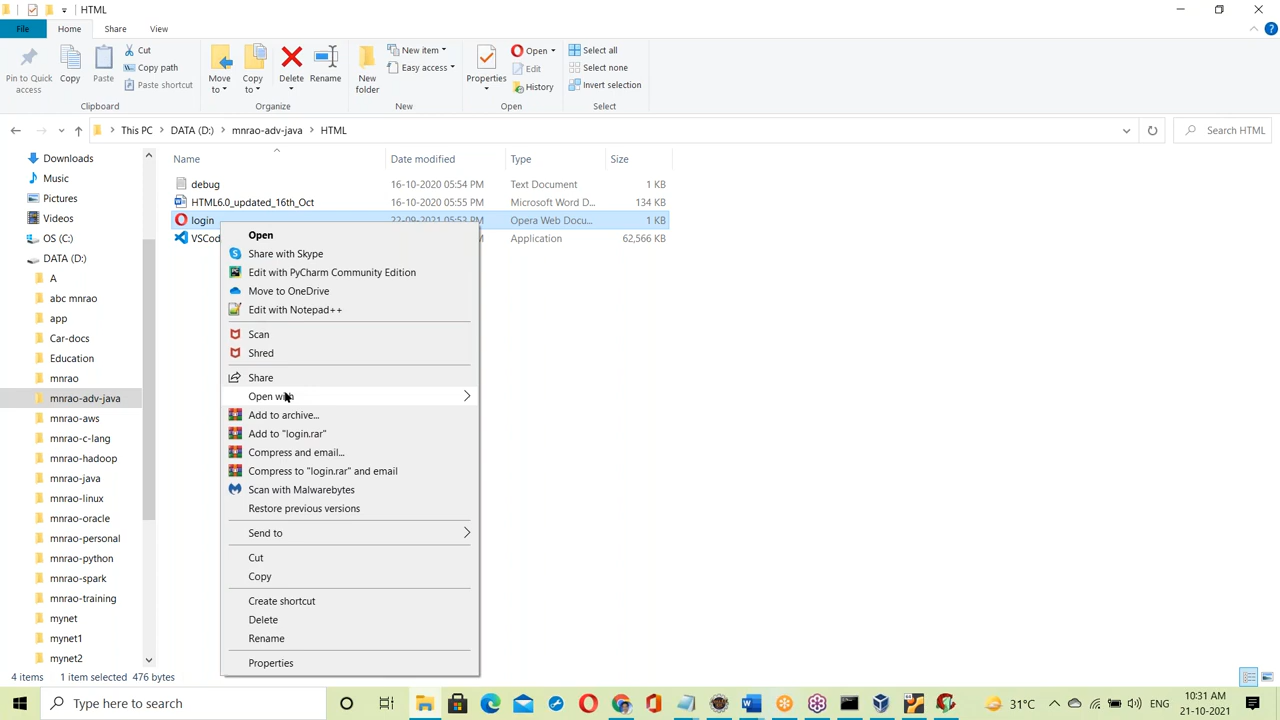 HTML
File
Home
Share
View
Pin to Quick access
Copy
Paste
Cut
Copy path
Paste shortcut
Clipboard
Move to
Copy to
Delete
Rename
Organize
New folder
New item
Easy access
New
Properties
Open
Edit
History
Open
Select all
Select none
Invert selection
Select
This PC
DATA (D:)
mnrao-adv-java
HTML
Search HTML
Name
Date modified
Type
Size
debug 16-10-2020 05:54 PM Text Document 1 KB
HTML6.0_updated_16th_Oct 16-10-2020 05:55 PM Microsoft Word D... 134 KB
login 22-09-2021 05:53 PM Opera Web Docu... 1 KB
VSCod M Application 62,566 KB
Downloads
Music
Pictures
Videos
OS (C:)
DATA (D:)
A
abc mnrao
app
Car-docs
Education
mnrao
mnrao-adv-java
mnrao-aws
mnrao-c-lang
mnrao-hadoop
mnrao-java
mnrao-linux
mnrao-oracle
mnrao-personal
mnrao-python
mnrao-spark
mnrao-training
mynet
mynet1
mynet2
Open
Share with Skype
Edit with PyCharm Community Edition
Move to OneDrive
Edit with Notepad++
Scan
Shred
Share
Open with
Add to archive...
Add to "login.rar"
Compress and email...
Compress to "login.rar" and email
Scan with Malwarebytes
Restore previous versions
Send to
Cut
Copy
Create shortcut
Delete
Rename
Properties
4 items
1 item selected 476 bytes
Type here to search
31°C
ENG
10:31 AM
21-10-2021